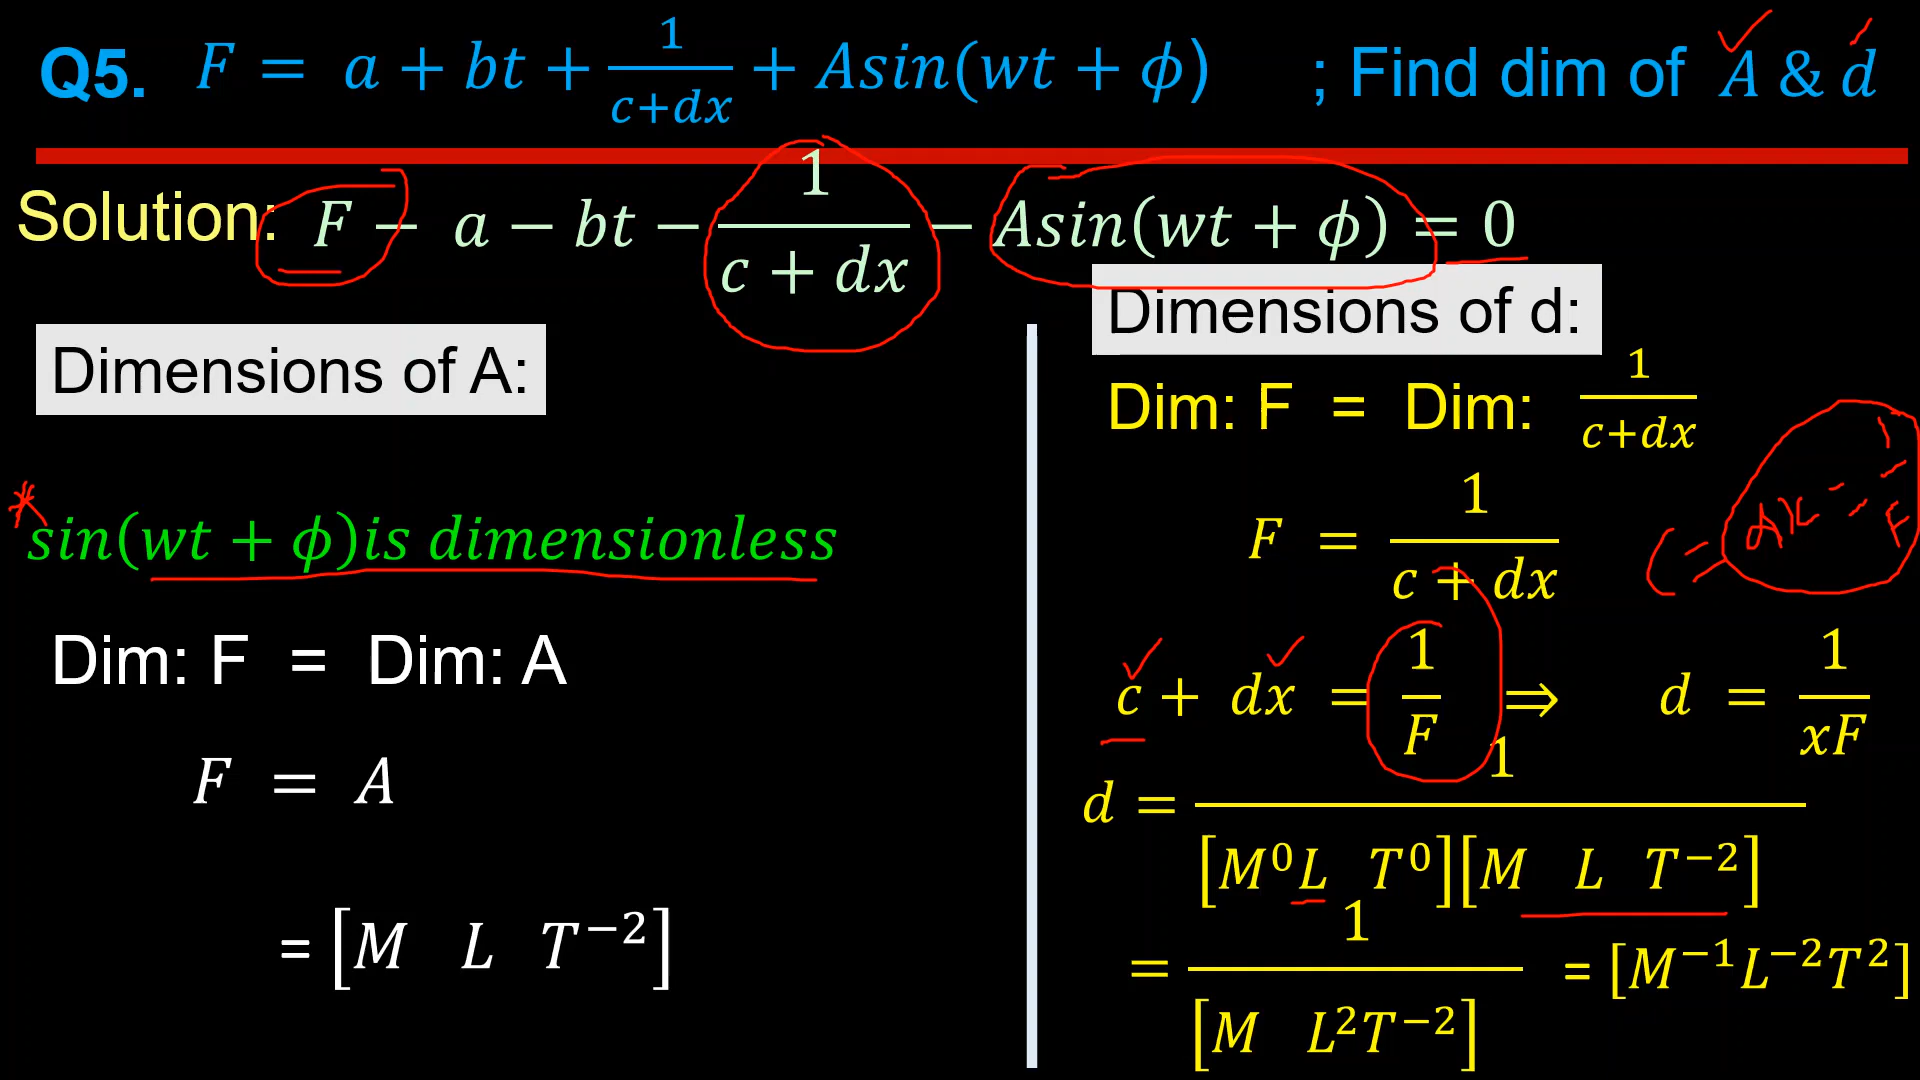 Q5. F = a + bt + 1/(c+dx) + Asin(wt + ϕ) ; Find dim of A & d
Solution: F − a − bt − 1/(c + dx) − Asin(wt + ϕ) = 0
Dimensions of A:
*sin(wt + ϕ)is dimensionless
Dim: F = Dim: A
F = A
= [M L T⁻²]
Dimensions of d:
Dim: F = Dim: 1/(c+dx)
F = 1/(c + dx)
c + dx = 1/F ⇒ d = 1/(xF)
d = 1/([M⁰L T⁰][M L T⁻²])
= 1/[M L²T⁻²] = [M⁻¹L⁻²T²]